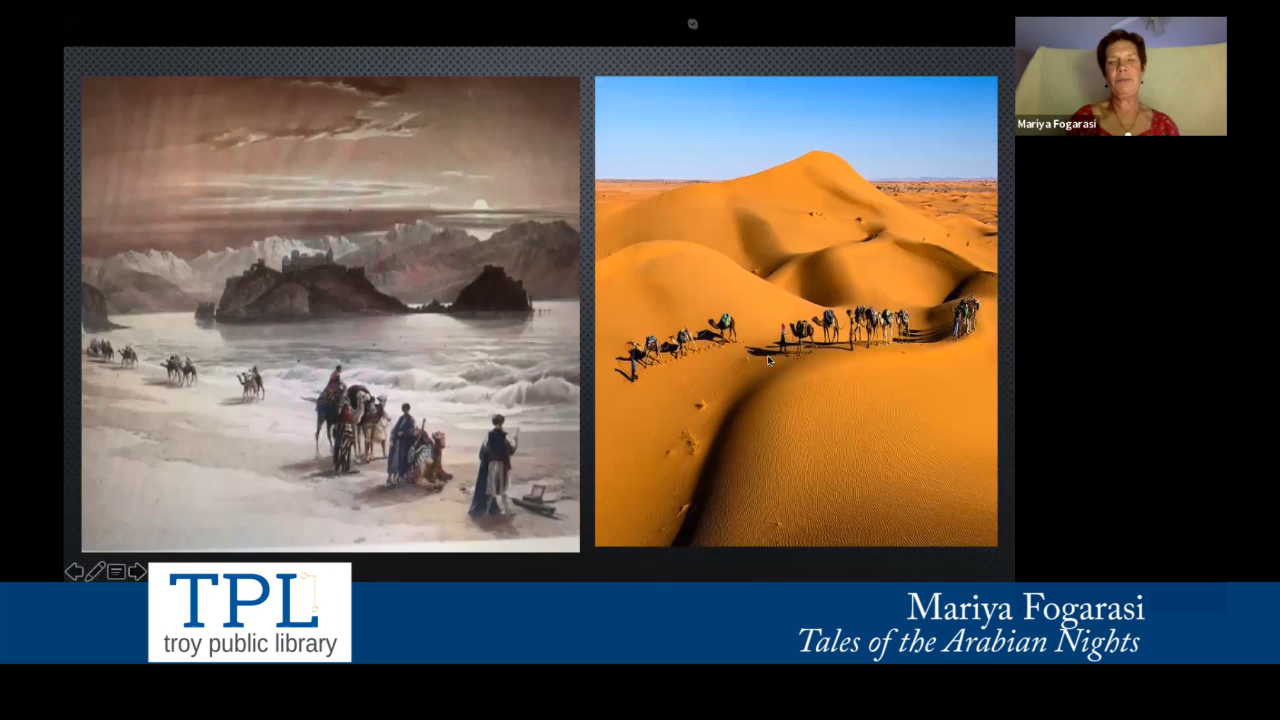 Mariya Fogarasi
TPL
troy public library
Mariya Fogarasi
Tales of the Arabian Nights